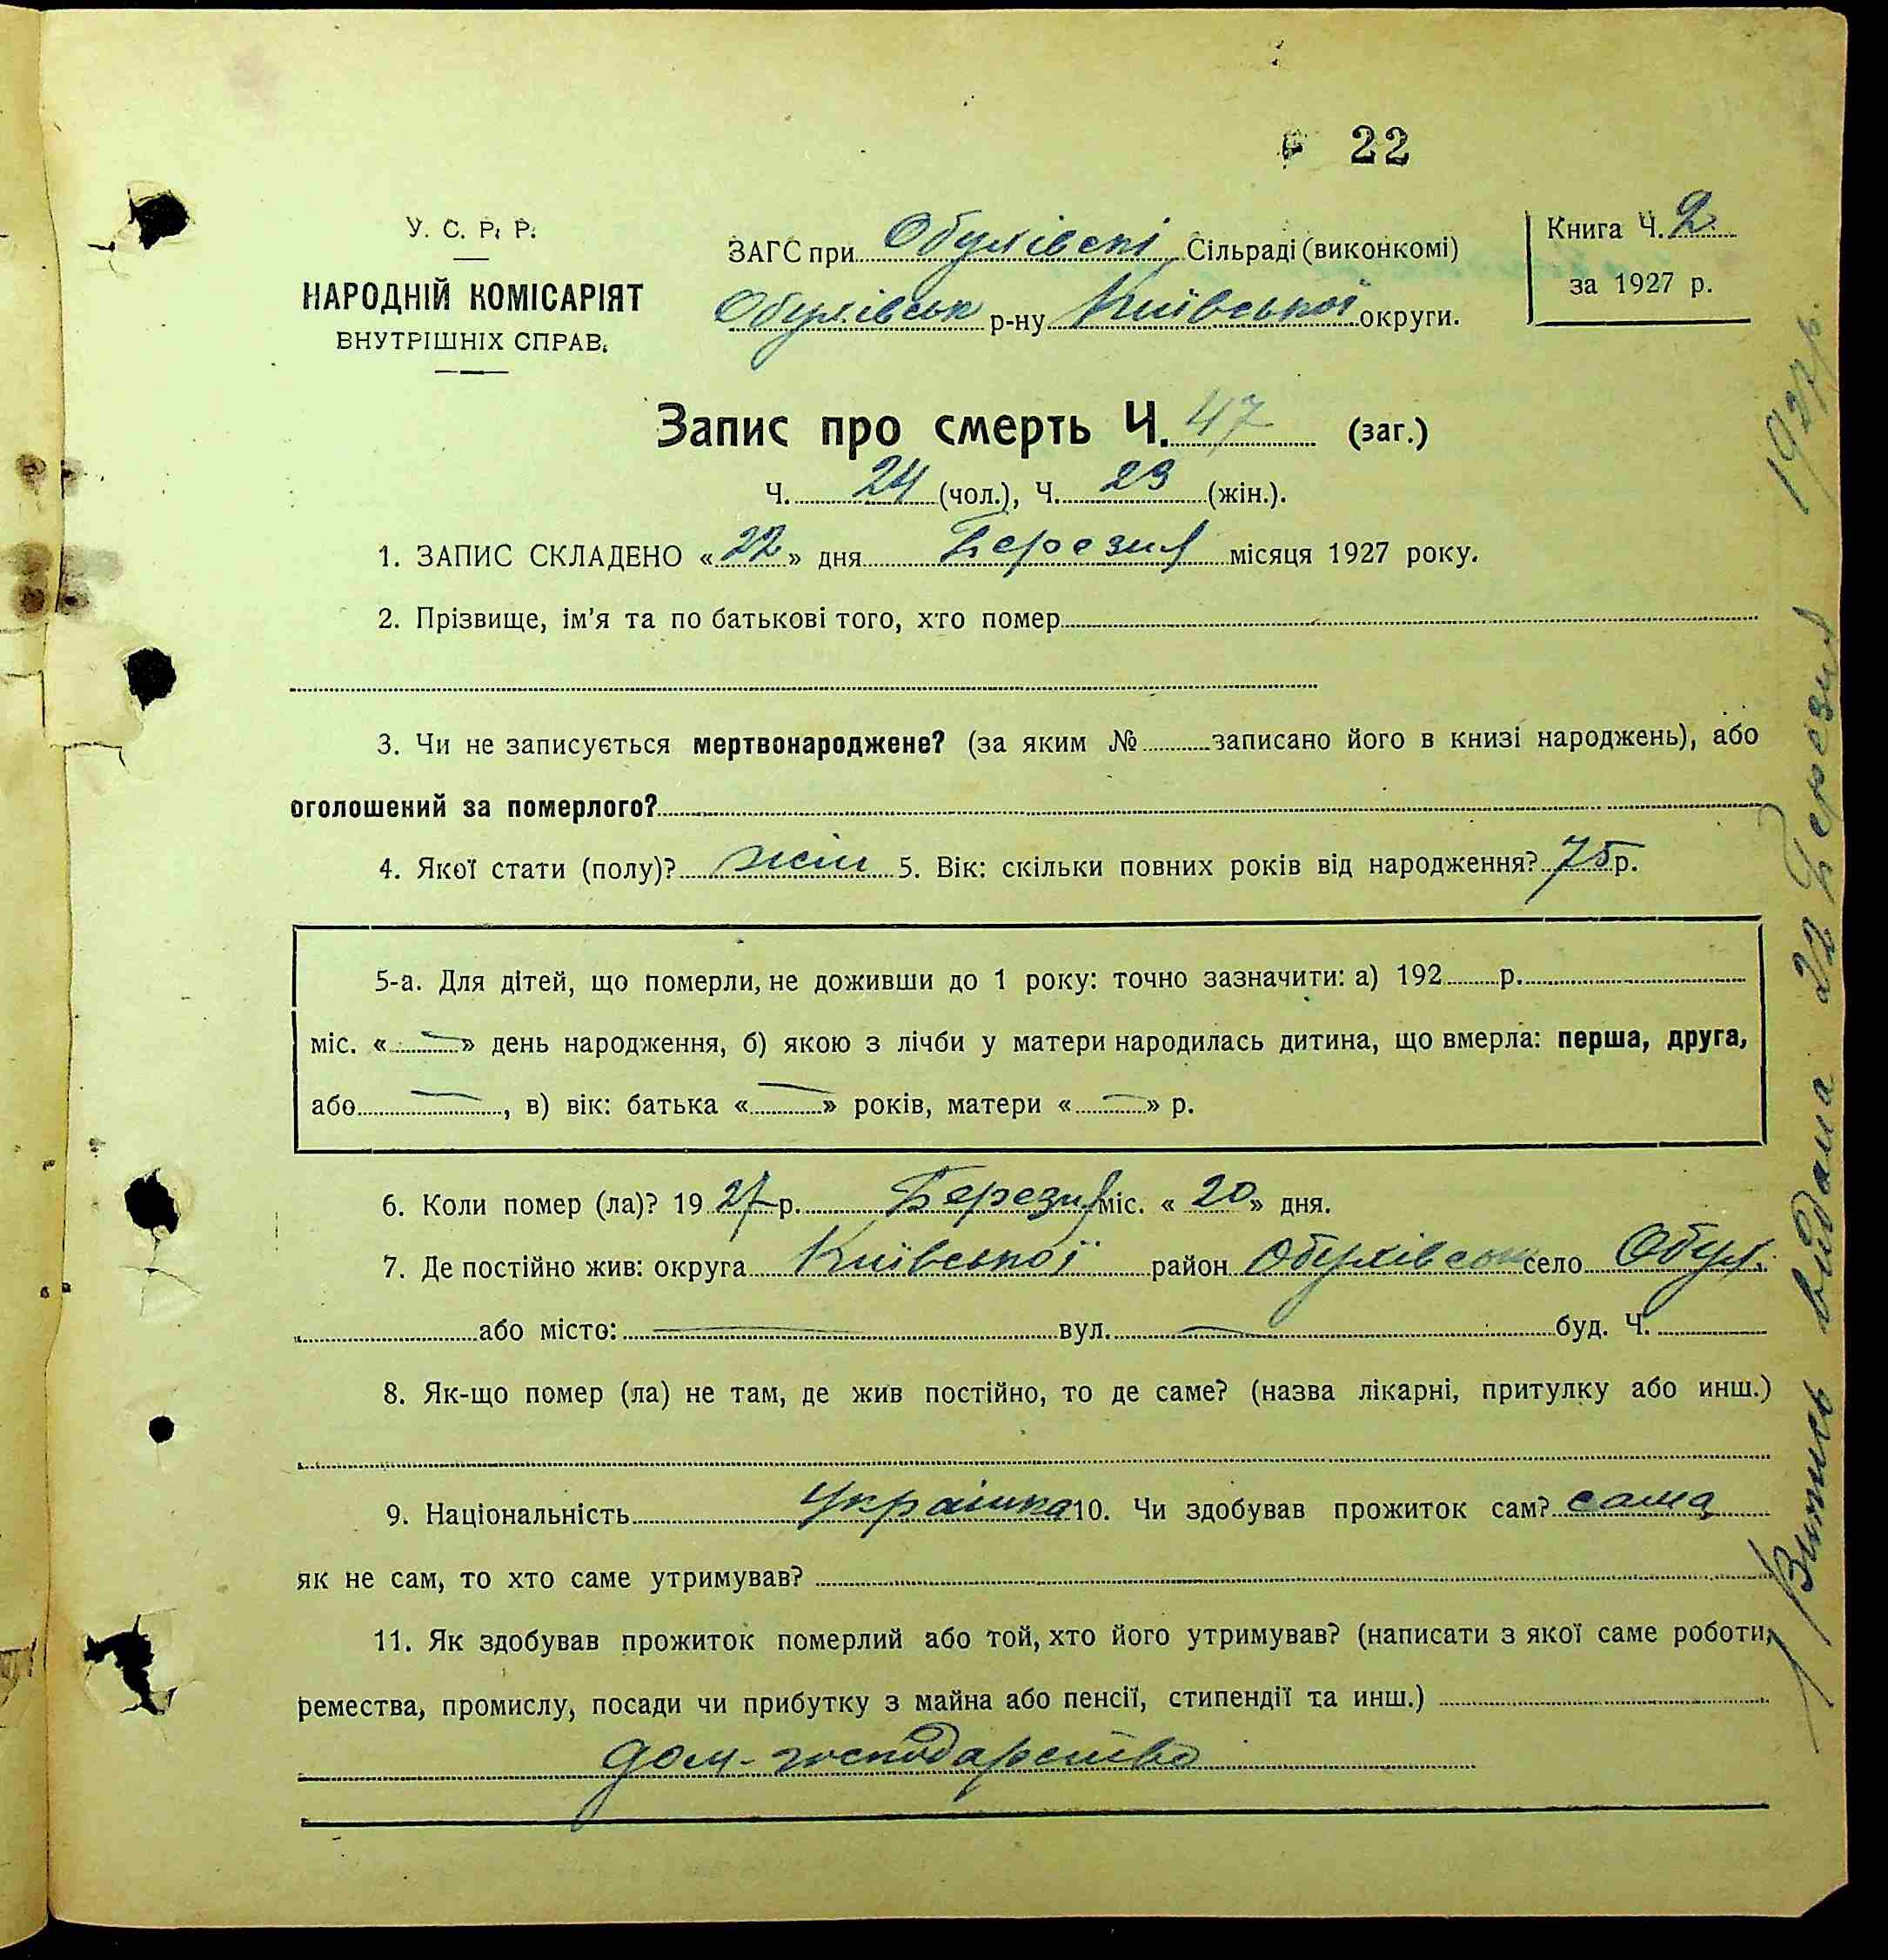 22
У. С. Р. Р.
НАРОДНІЙ КОМІСАРІЯТ
ВНУТРІШНІХ СПРАВ.
ЗАГС при Обухівскі Сільраді (виконкомі)
Обухівськ р-ну Київської округи.
Книга Ч. 2
за 1927 р.
Запис про смерть Ч. 47 (заг.)
Ч. 24 (чол.), Ч. 23 (жін.).
1. ЗАПИС СКЛАДЕНО «22» дня Березня місяця 1927 року.
2. Прізвище, ім'я та по батькові того, хто помер
3. Чи не записується мертвонароджене? (за яким № записано його в книзі народжень), або
оголошений за померлого?
4. Якої стати (полу)? жін 5. Вік: скільки повних років від народження? 75 р.
5-а. Для дітей, що померли, не доживши до 1 року: точно зазначити: а) 192 р.
міс. « — » день народження, б) якою з лічби у матери народилась дитина, що вмерла: перша, друга,
або —, в) вік: батька « — » років, матери « — » р.
6. Коли помер (ла)? 1927 р. Березня міс. «20» дня.
7. Де постійно жив: округа Київської район Обухівськ село Обух.
або місто: — вул. — буд. Ч.
8. Як-що помер (ла) не там, де жив постійно, то де саме? (назва лікарні, притулку або инш.)
9. Національність Украінка 10. Чи здобував прожиток сам? сама
як не сам, то хто саме утримував?
11. Як здобував прожиток померлий або той, хто його утримував? (написати з якої саме роботи,
ремества, промислу, посади чи прибутку з майна або пенсії, стипендії та инш.)
дом-господарство
Випись видана 22 Березня 1927 р.